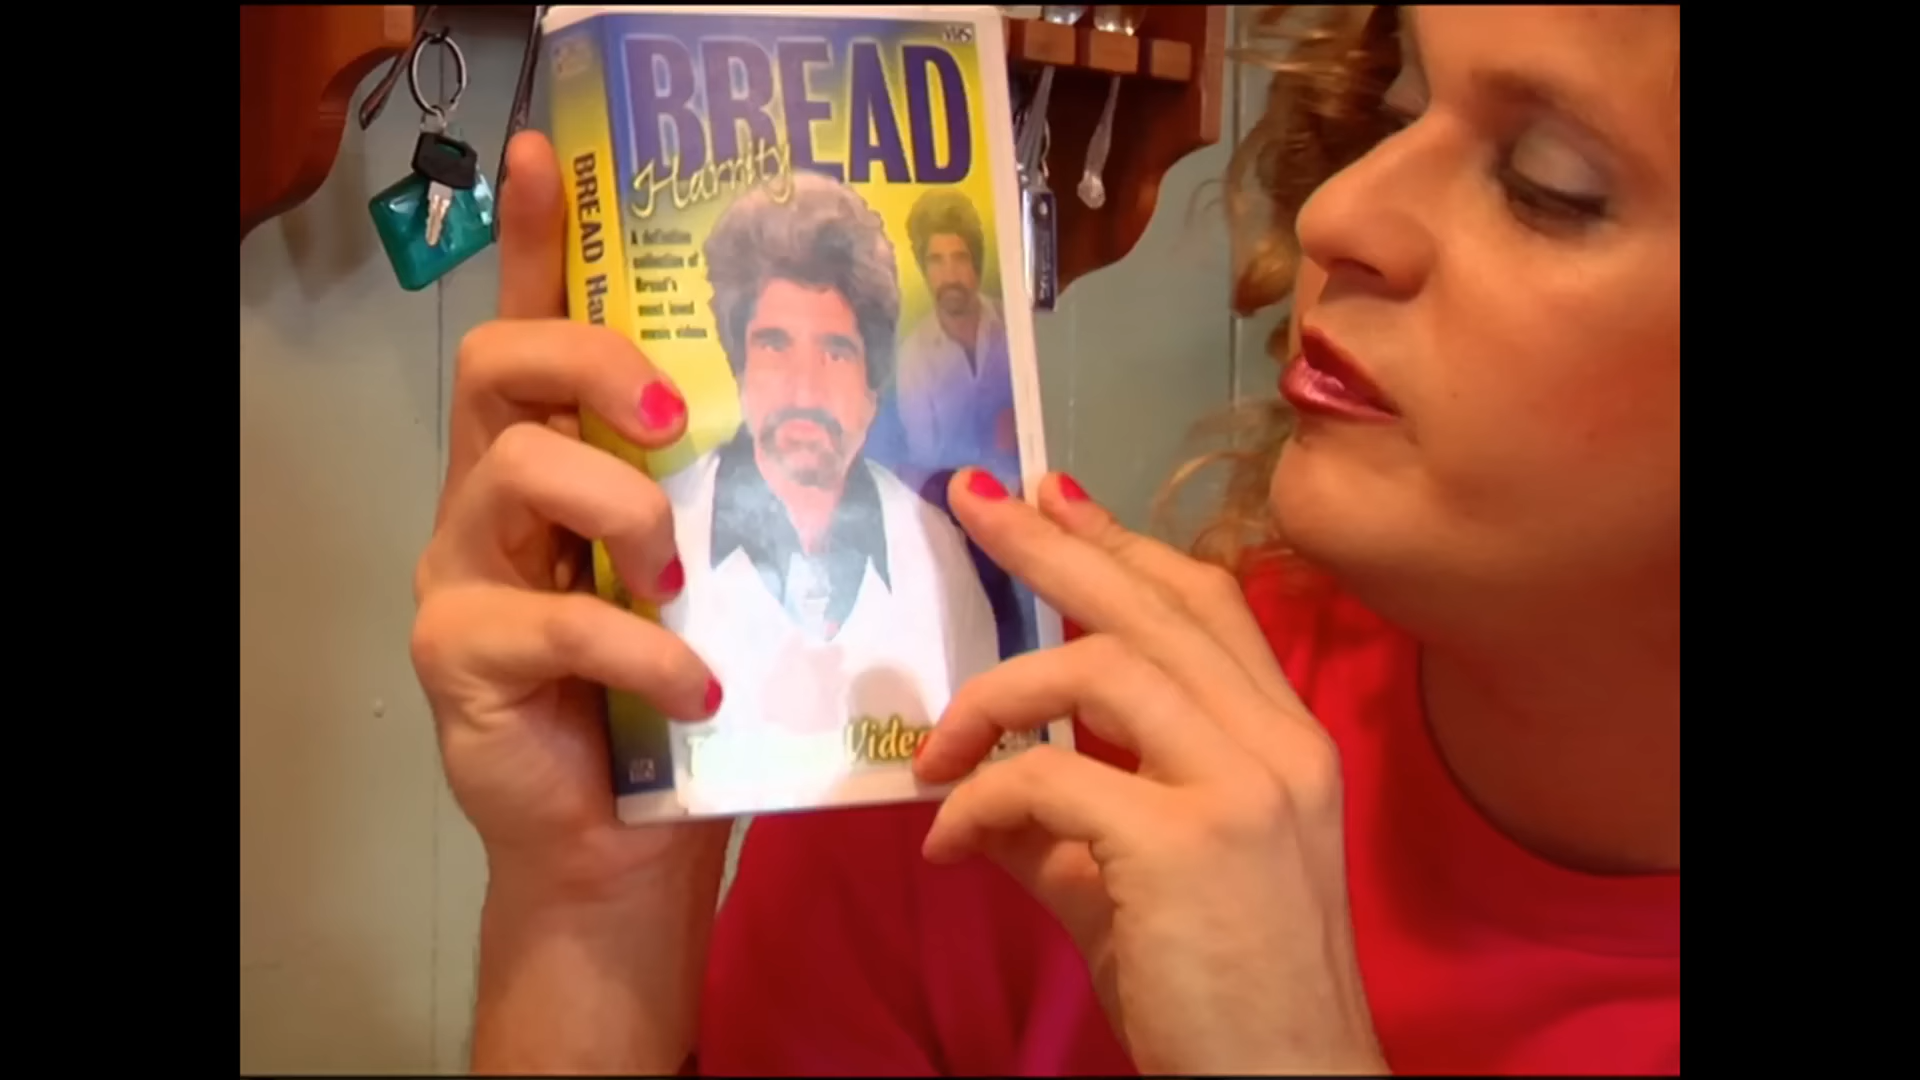 VHS
BREAD
Harrity
A definitive
collection of
Bread's
most loved
music videos
Video
BREAD Har